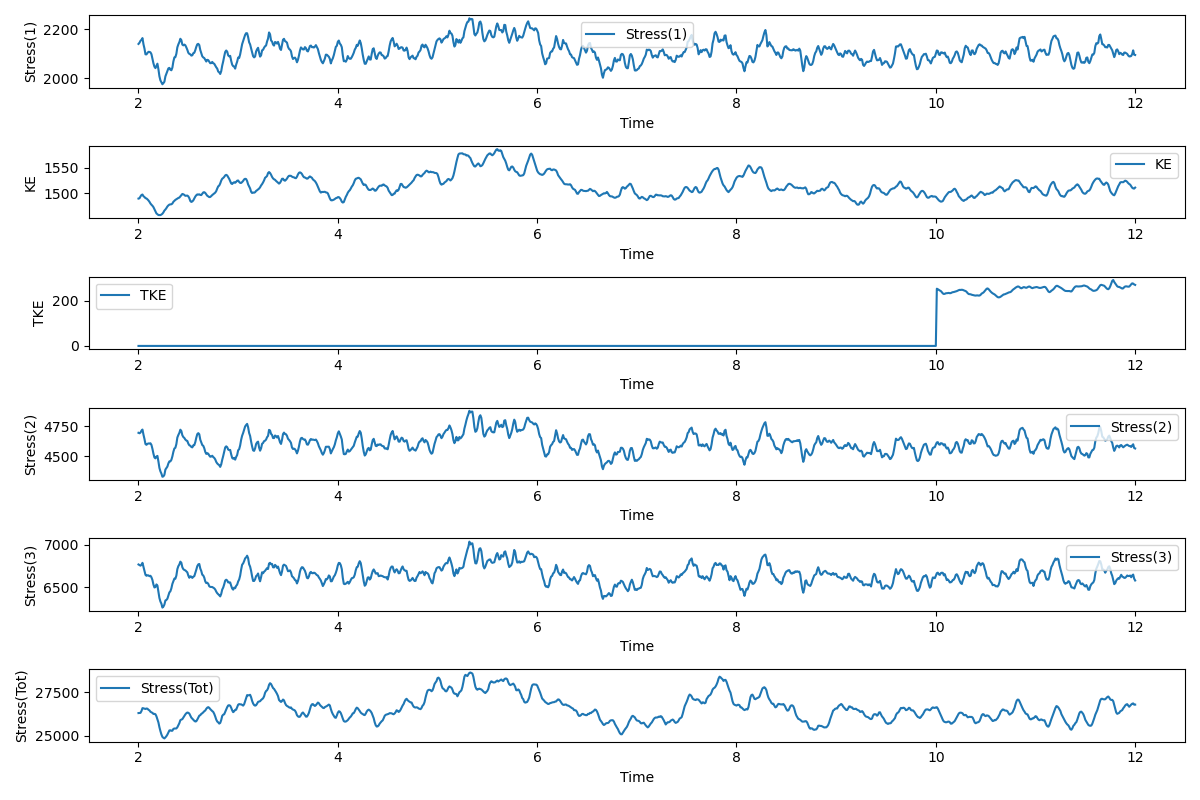 2200
2000
Stress(1)
Stress(1)
2 4 6 8 10 12
Time
1550
1500
KE
KE
2 4 6 8 10 12
Time
200
0
TKE
TKE
2 4 6 8 10 12
Time
4750
4500
Stress(2)
Stress(2)
2 4 6 8 10 12
Time
7000
6500
Stress(3)
Stress(3)
2 4 6 8 10 12
Time
27500
25000
Stress(Tot)
Stress(Tot)
2 4 6 8 10 12
Time